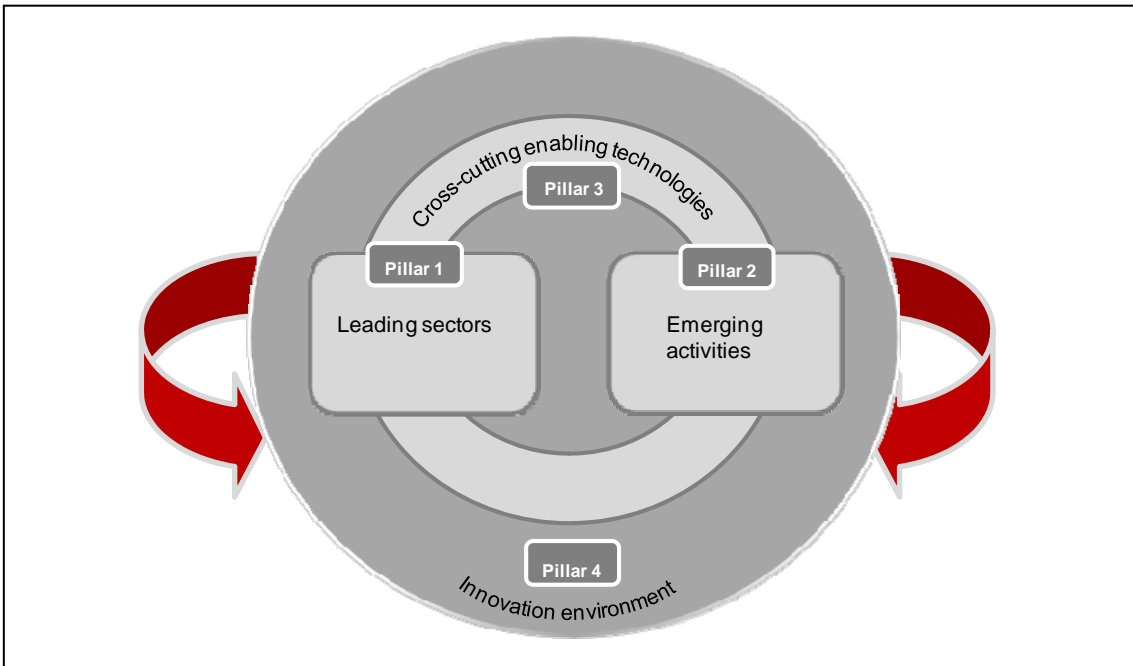 Cross-cutting enabling technologies
Pillar 3
Pillar 1
Pillar 2
Leading sectors
Emerging
activities
Pillar 4
Innovation environment